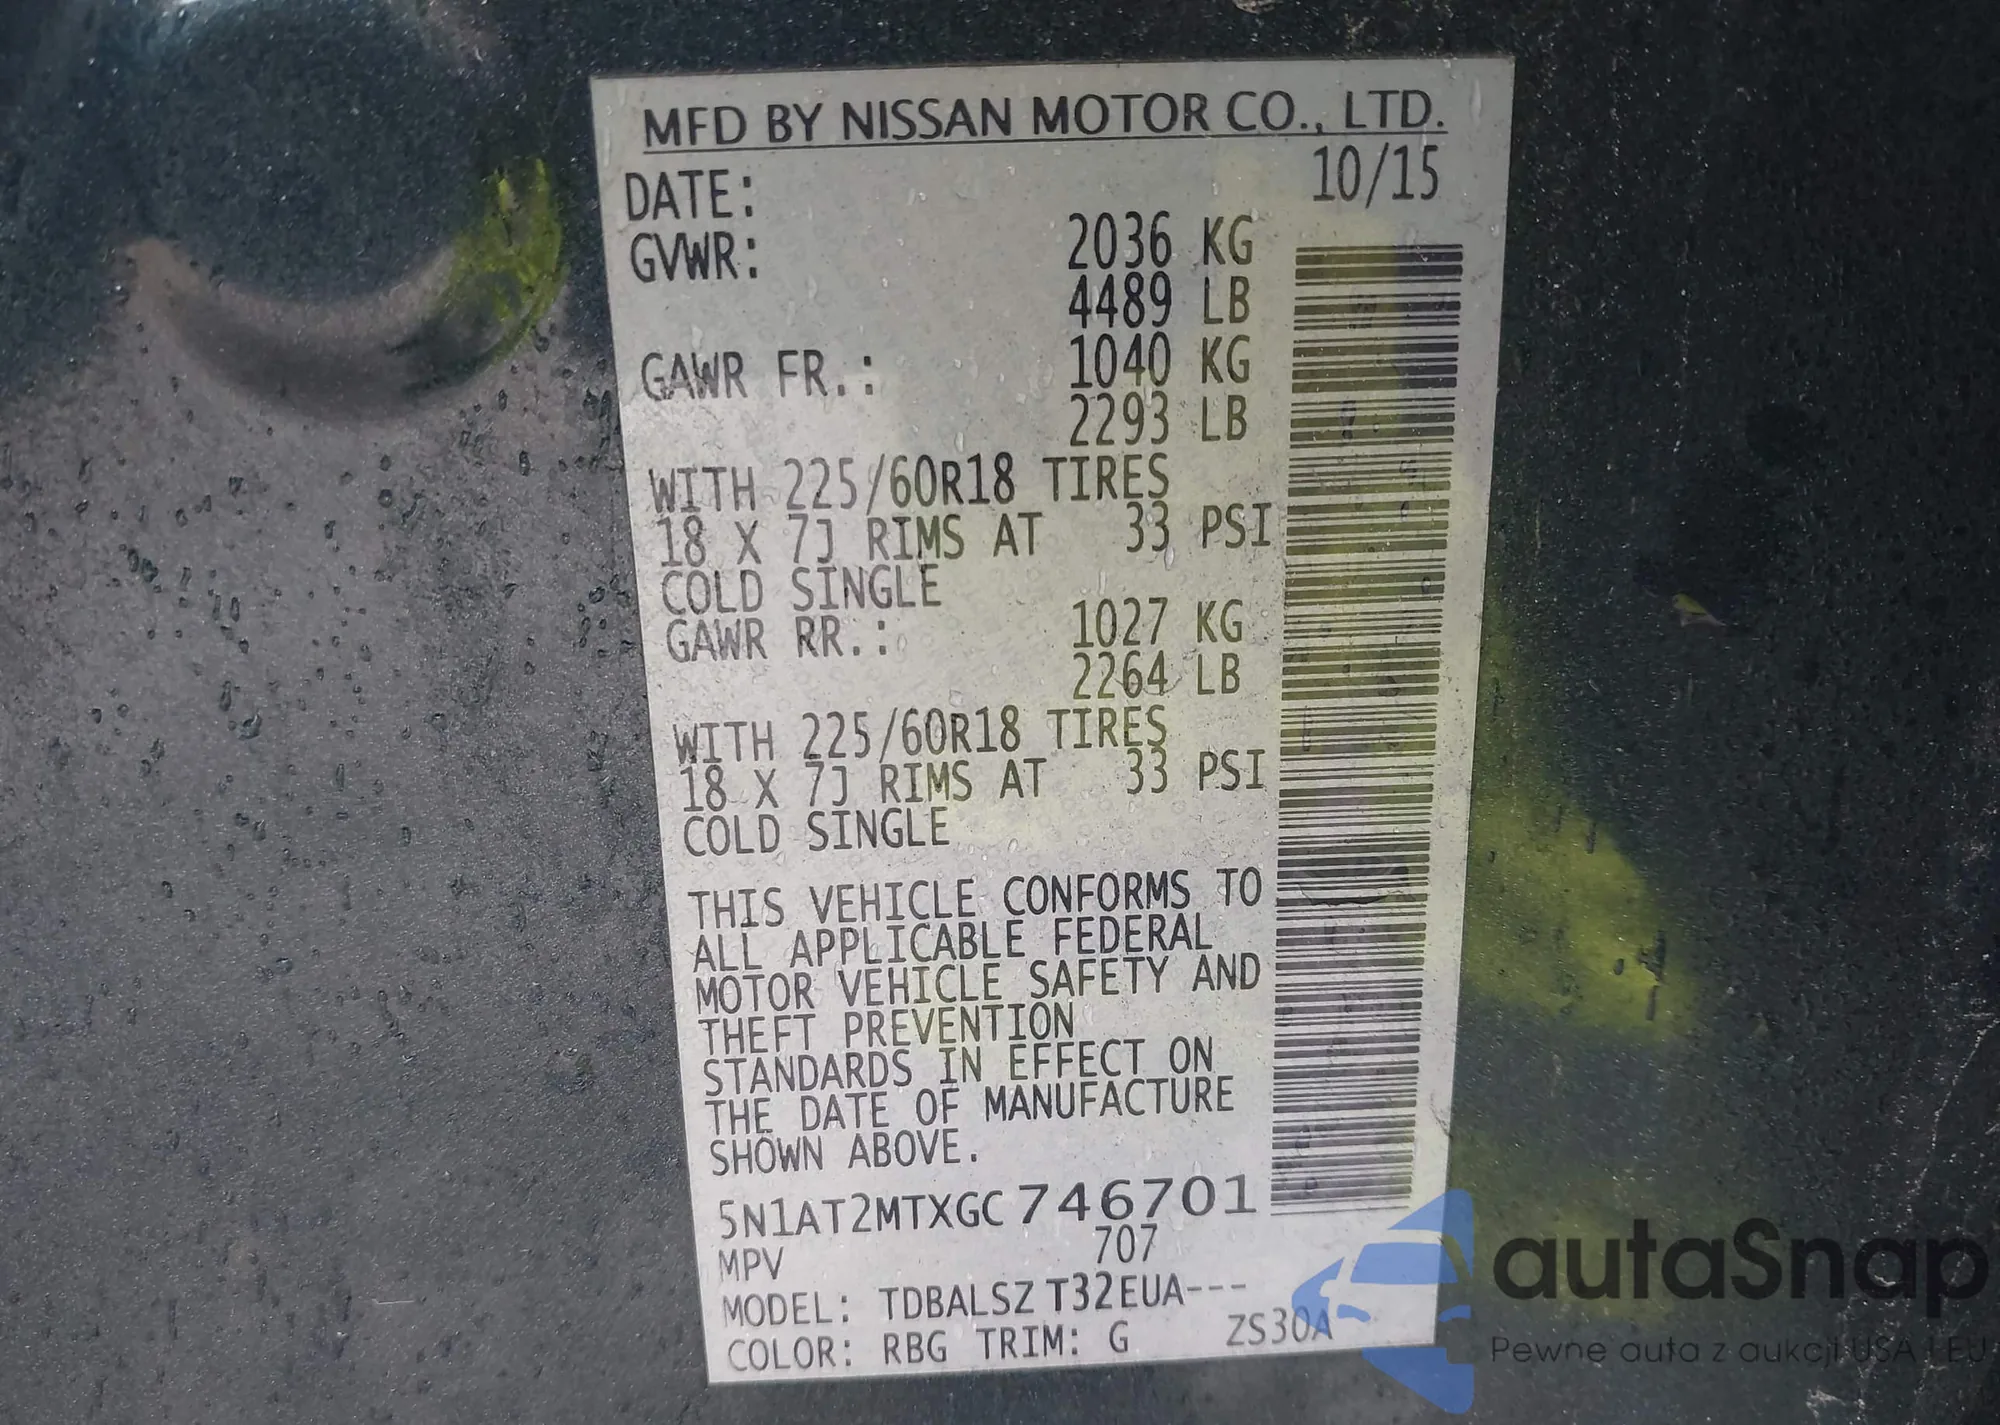 MFD BY NISSAN MOTOR CO., LTD.
DATE: 10/15
GVWR: 2036 KG
4489 LB
GAWR FR.: 1040 KG
2293 LB
WITH 225/60R18 TIRES
18 X 7J RIMS AT 33 PSI
COLD SINGLE
GAWR RR.: 1027 KG
2264 LB
WITH 225/60R18 TIRES
18 X 7J RIMS AT 33 PSI
COLD SINGLE
THIS VEHICLE CONFORMS TO
ALL APPLICABLE FEDERAL
MOTOR VEHICLE SAFETY AND
THEFT PREVENTION
STANDARDS IN EFFECT ON
THE DATE OF MANUFACTURE
SHOWN ABOVE.
5N1AT2MTXGC746701
MPV 707
MODEL: TDBALSZ T32EUA---
COLOR: RBG TRIM: G ZS30A
autaSnap
Pewne auta z aukcji USA i EU